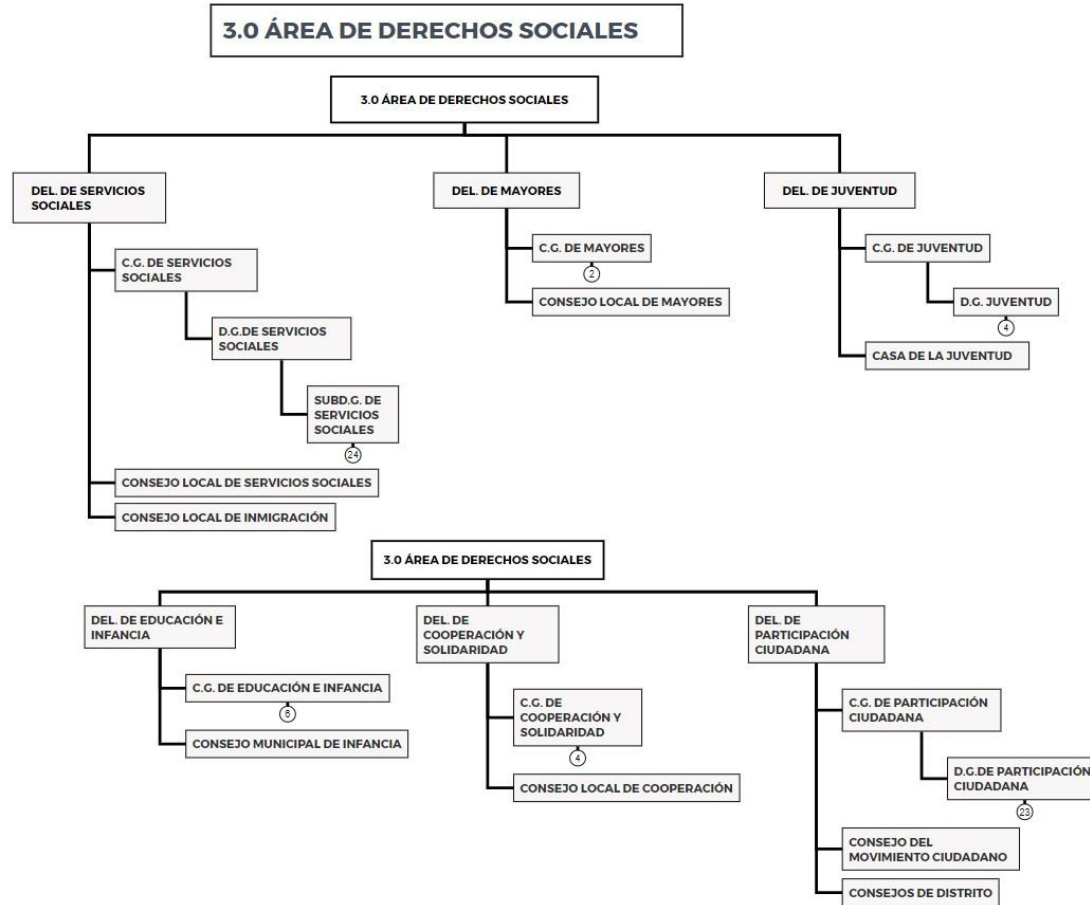 3.0 ÁREA DE DERECHOS SOCIALES
3.0 ÁREA DE DERECHOS SOCIALES
DEL. DE SERVICIOS
SOCIALES
DEL. DE MAYORES
DEL. DE JUVENTUD
C.G. DE SERVICIOS
SOCIALES
C.G. DE MAYORES
2
C.G. DE JUVENTUD
CONSEJO LOCAL DE MAYORES
D.G. JUVENTUD
4
D.G.DE SERVICIOS
SOCIALES
CASA DE LA JUVENTUD
SUBD.G. DE
SERVICIOS
SOCIALES
24
CONSEJO LOCAL DE SERVICIOS SOCIALES
CONSEJO LOCAL DE INMIGRACIÓN
3.0 ÁREA DE DERECHOS SOCIALES
DEL. DE EDUCACIÓN E
INFANCIA
DEL. DE
COOPERACIÓN Y
SOLIDARIDAD
DEL. DE
PARTICIPACIÓN
CIUDADANA
C.G. DE EDUCACIÓN E INFANCIA
6
C.G. DE
COOPERACIÓN Y
SOLIDARIDAD
4
C.G. DE PARTICIPACIÓN
CIUDADANA
CONSEJO MUNICIPAL DE INFANCIA
CONSEJO LOCAL DE COOPERACIÓN
D.G.DE PARTICIPACIÓN
CIUDADANA
23
CONSEJO DEL
MOVIMIENTO CIUDADANO
CONSEJOS DE DISTRITO